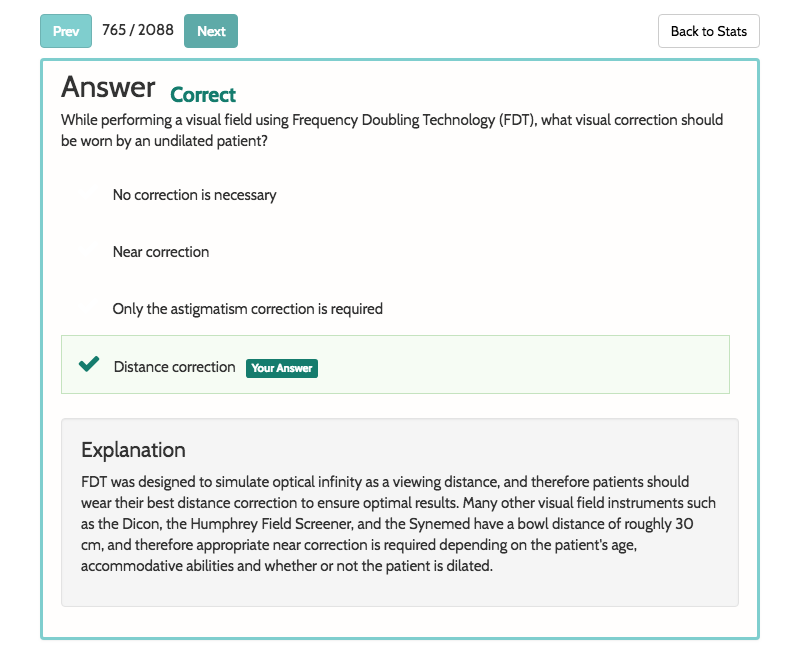 Prev 765 / 2088 Next Back to Stats
Answer Correct
While performing a visual field using Frequency Doubling Technology (FDT), what visual correction should
be worn by an undilated patient?
No correction is necessary
Near correction
Only the astigmatism correction is required
Distance correction Your Answer
Explanation
FDT was designed to simulate optical infinity as a viewing distance, and therefore patients should
wear their best distance correction to ensure optimal results. Many other visual field instruments such
as the Dicon, the Humphrey Field Screener, and the Synemed have a bowl distance of roughly 30
cm, and therefore appropriate near correction is required depending on the patient's age,
accommodative abilities and whether or not the patient is dilated.